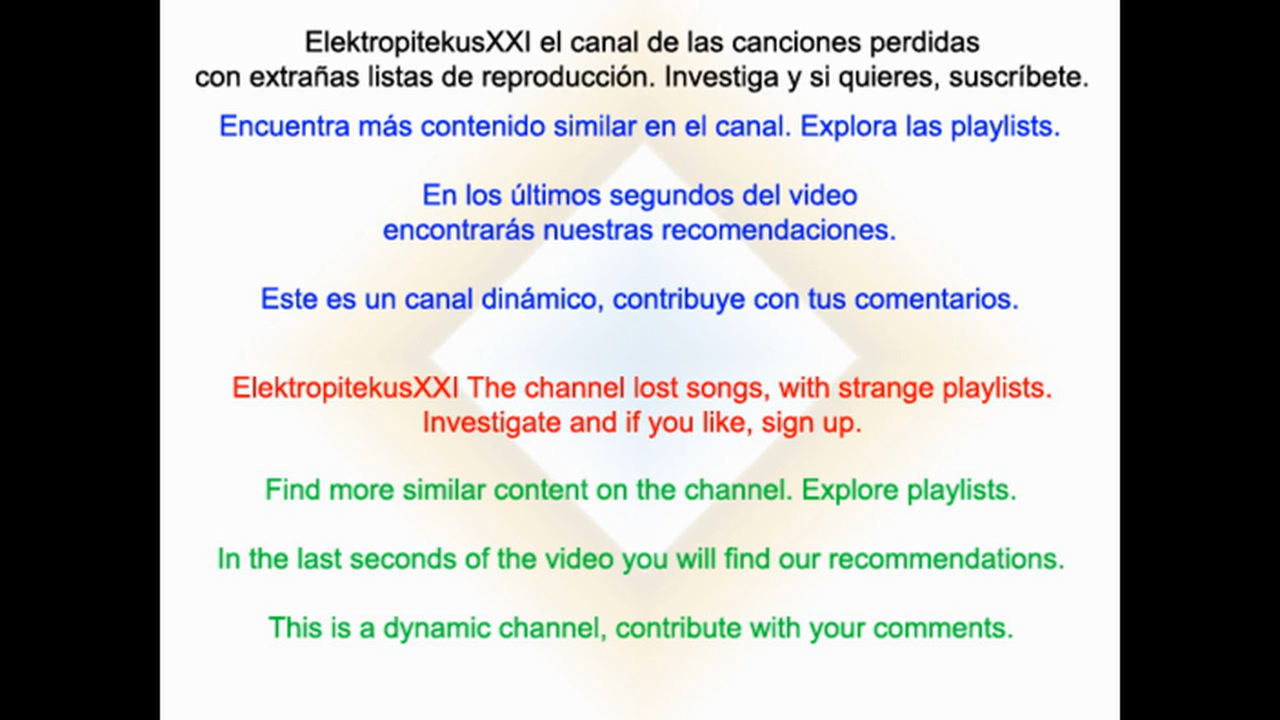 ElektropitekusXXI el canal de las canciones perdidas
con extrañas listas de reproducción. Investiga y si quieres, suscríbete.
Encuentra más contenido similar en el canal. Explora las playlists.
En los últimos segundos del video
encontrarás nuestras recomendaciones.
Este es un canal dinámico, contribuye con tus comentarios.
ElektropitekusXXI The channel lost songs, with strange playlists.
Investigate and if you like, sign up.
Find more similar content on the channel. Explore playlists.
In the last seconds of the video you will find our recommendations.
This is a dynamic channel, contribute with your comments.